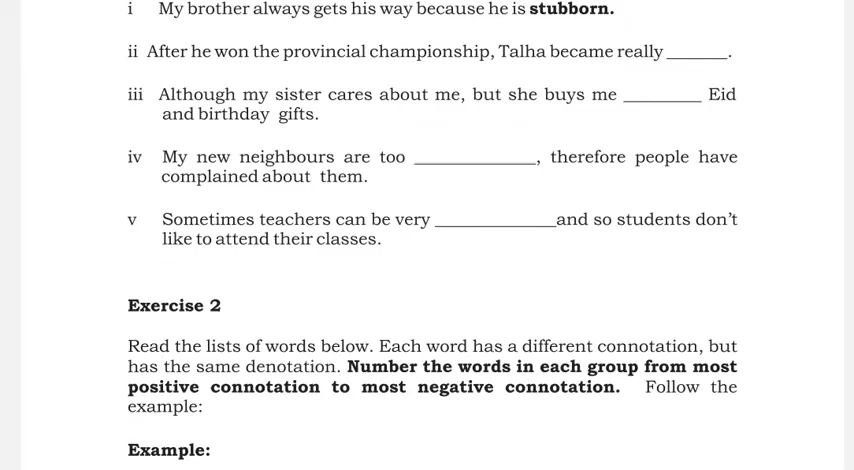 i My brother always gets his way because he is stubborn.
ii After he won the provincial championship, Talha became really _______.
iii Although my sister cares about me, but she buys me _________ Eid
and birthday gifts.
iv My new neighbours are too ______________, therefore people have
complained about them.
v Sometimes teachers can be very ______________and so students don’t
like to attend their classes.
Exercise 2
Read the lists of words below. Each word has a different connotation, but
has the same denotation. Number the words in each group from most
positive connotation to most negative connotation. Follow the
example:
Example: